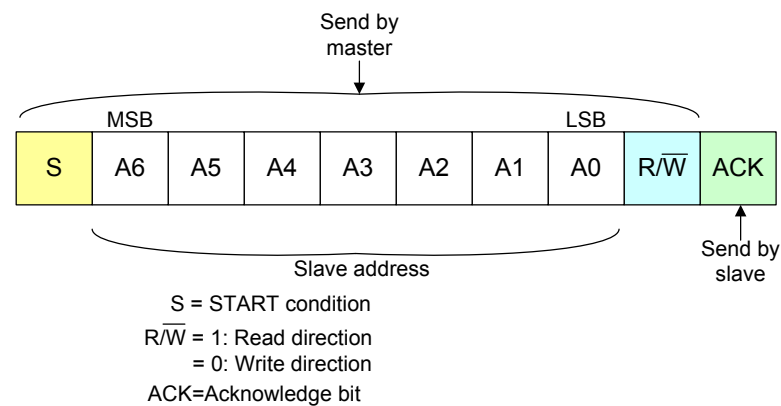 Send by
master
MSB LSB
S A6 A5 A4 A3 A2 A1 A0 R/W̅ ACK
Slave address
Send by
slave
S = START condition
R/W̅ = 1: Read direction
= 0: Write direction
ACK=Acknowledge bit